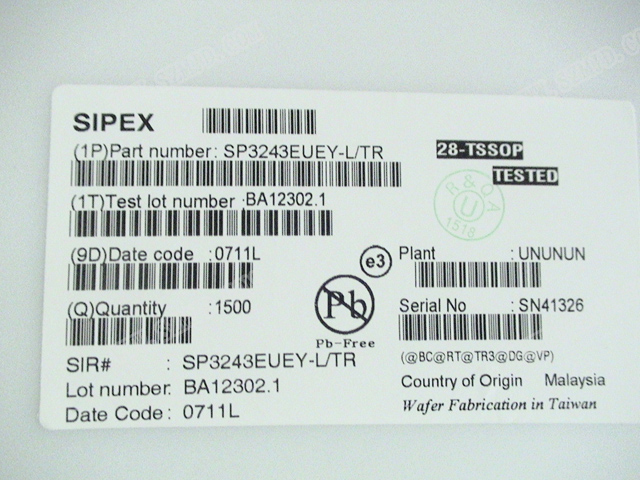 SIPEX
(1P)Part number: SP3243EUEY-L/TR
28-TSSOP
TESTED
(1T)Test lot number :BA12302.1
R & Q A
U
1518
(9D)Date code :0711L
e3
Plant : UNUNUN
(Q)Quantity :1500
Pb
Pb-Free
Serial No : SN41326
(@BC@RT@TR3@DG@VP)
SIR# : SP3243EUEY-L/TR
Lot number: BA12302.1
Date Code: 0711L
Country of Origin Malaysia
Wafer Fabrication in Taiwan